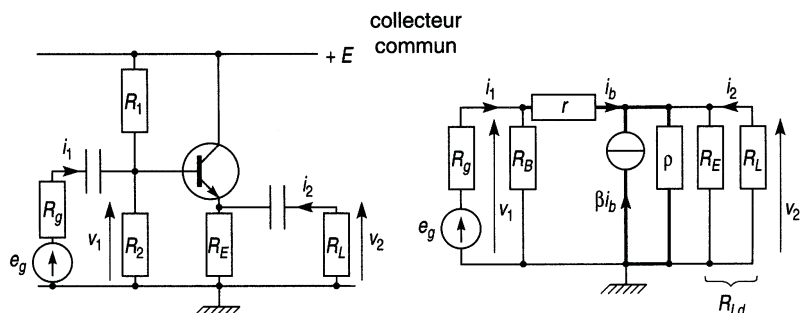 collecteur
commun
+ E
R1
i1
Rg
eg
v1
R2
RE
i2
RL
v2
i1
r
ib
i2
Rg
RB
ρ
RE
RL
eg
v1
βib
v2
RLd